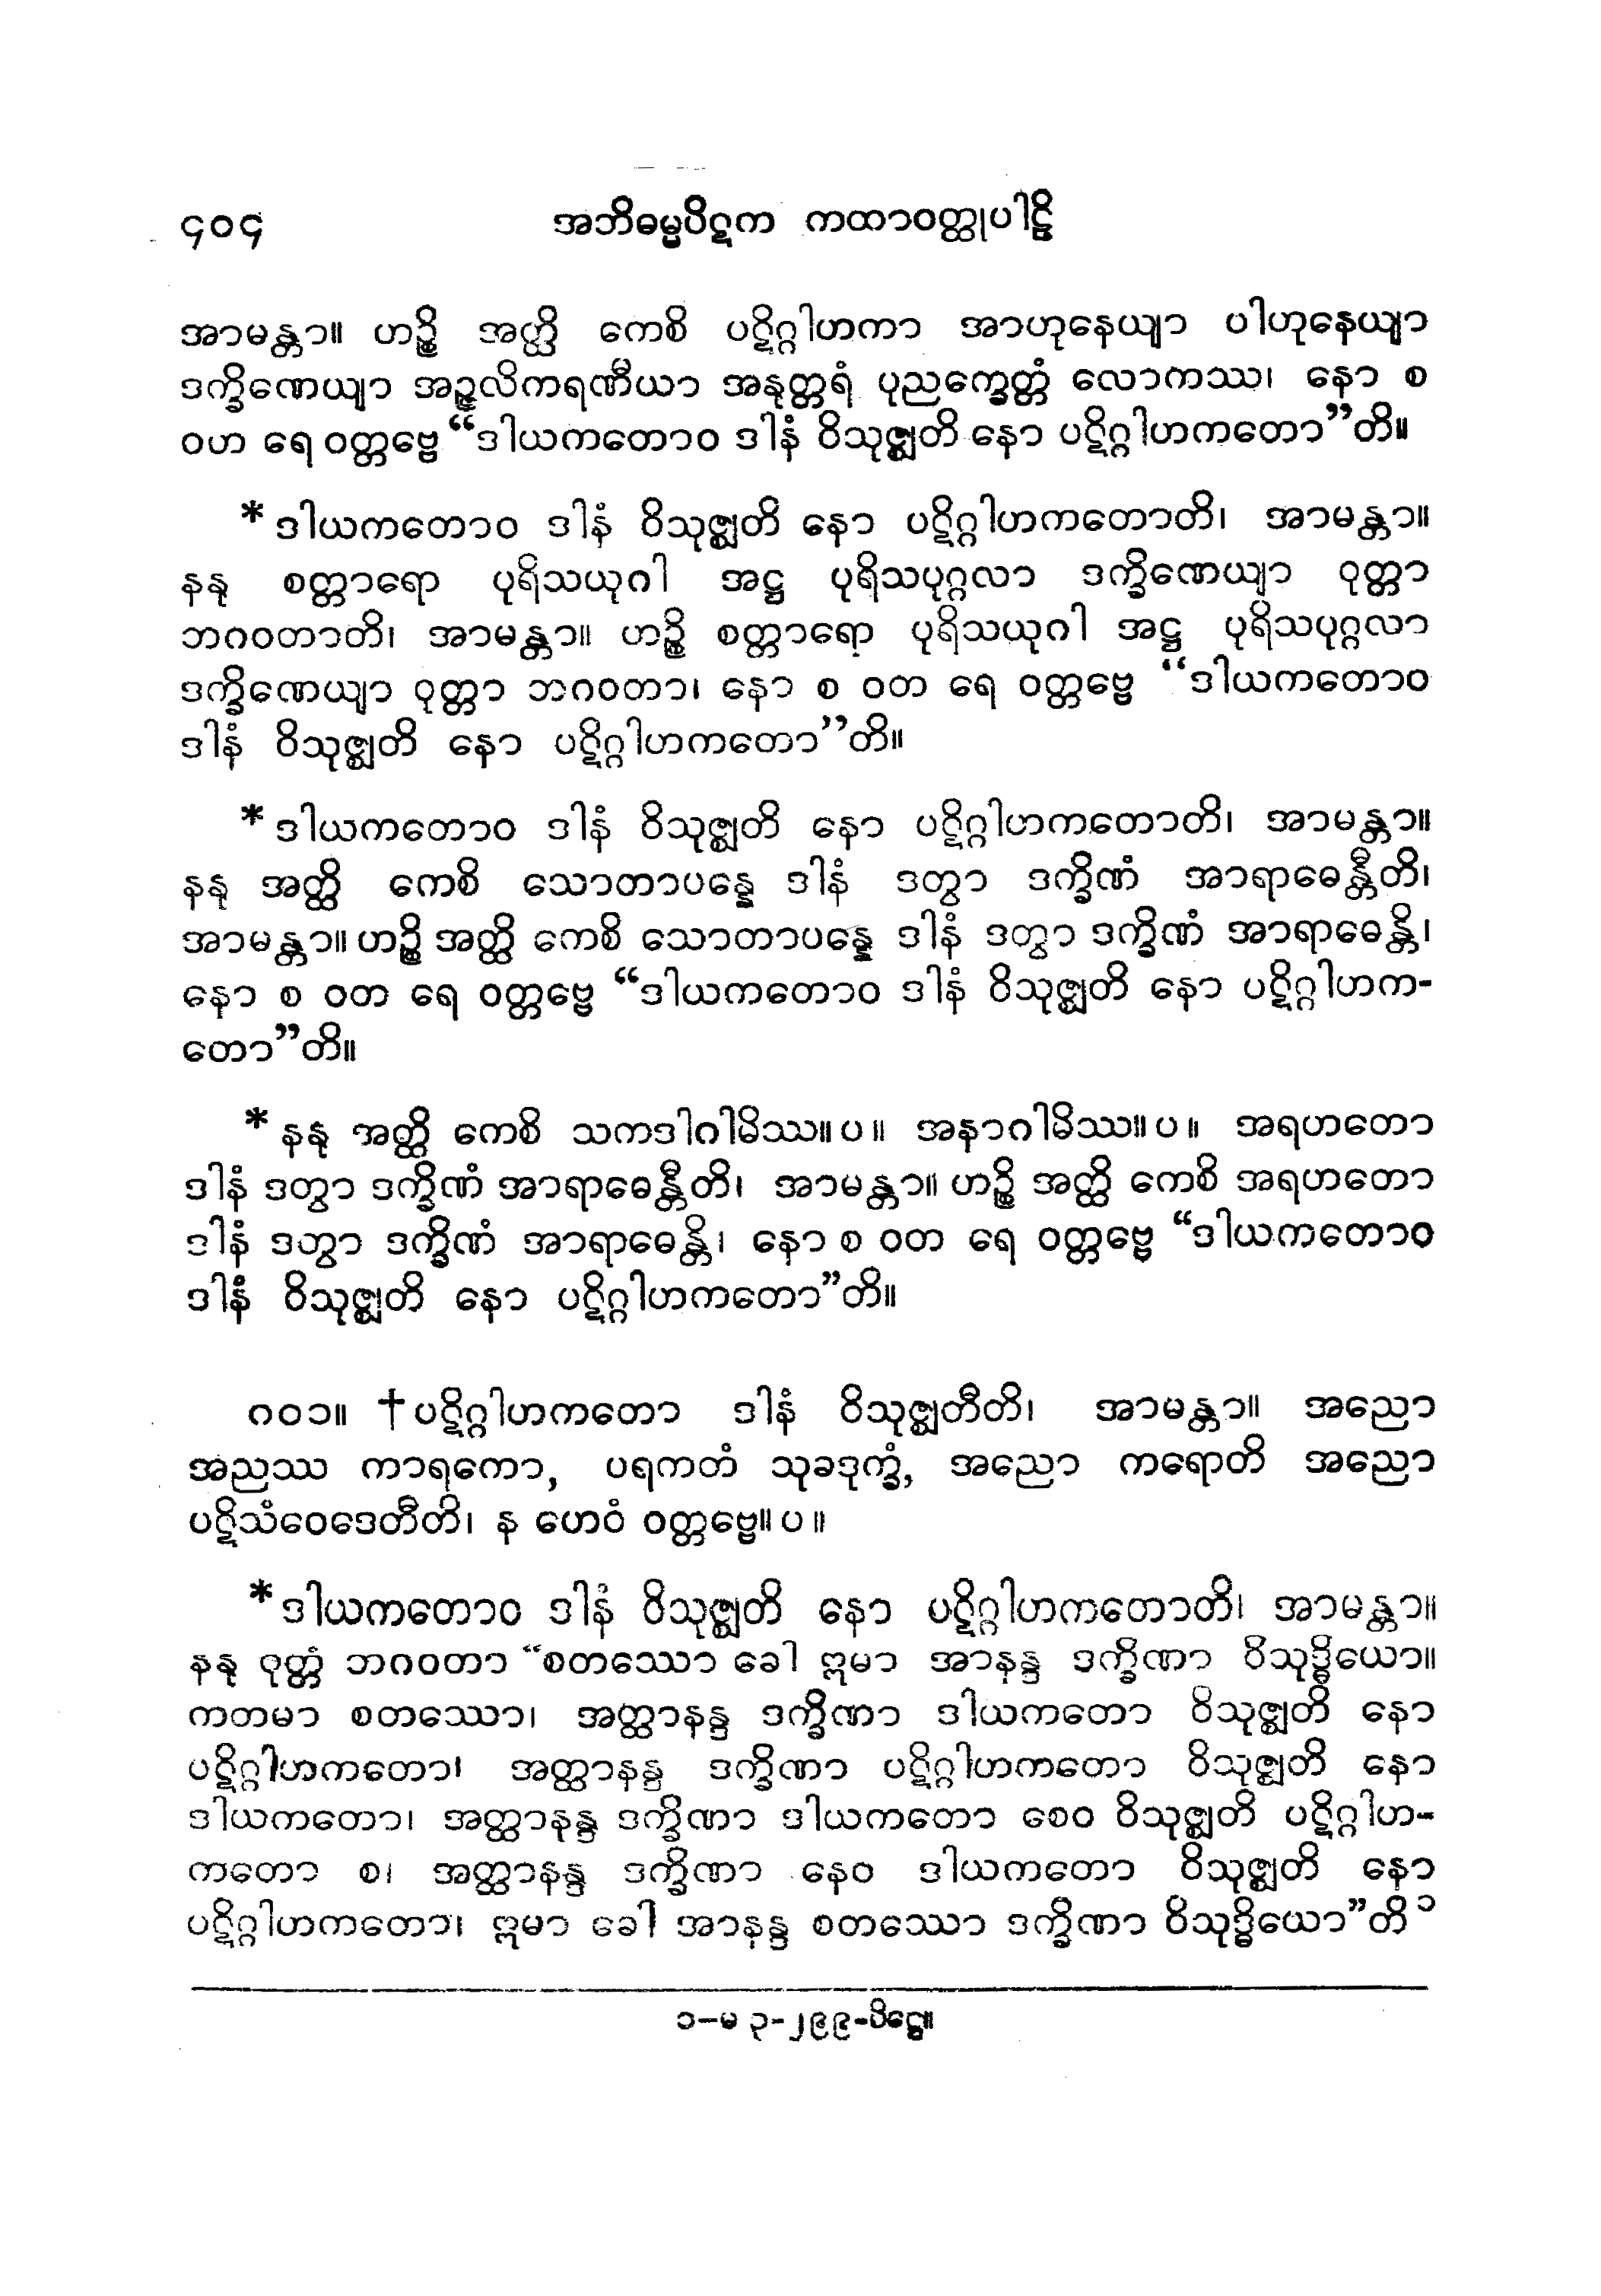 ၄၀၄ အဘိဓမ္မပိဋက ကထာဝတ္ထုပါဠိ
အာမန္တာ။ ဟဉ္စိ အတ္ထိ ကေစိ ပဋိဂ္ဂါဟကာ အာဟုနေယျာ ပါဟုနေယျာ
ဒက္ခိဏေယျာ အဉ္ဇလိကရဏီယာ အနုတ္တရံ ပုညက္ခေတ္တံ လောကဿ၊ နော စ
ဝဟ ရေ ဝတ္တဗ္ဗေ “ဒါယကတောဝ ဒါနံ ဝိသုဇ္ဈတိ နော ပဋိဂ္ဂါဟကတော”တိ။
* ဒါယကတောဝ ဒါနံ ဝိသုဇ္ဈတိ နော ပဋိဂ္ဂါဟကတောတိ၊ အာမန္တာ။
နနု စတ္တာရော ပုရိသယုဂါ အဋ္ဌ ပုရိသပုဂ္ဂလာ ဒက္ခိဏေယျာ ဝုတ္တာ
ဘဂဝတာတိ၊ အာမန္တာ။ ဟဉ္စိ စတ္တာရော ပုရိသယုဂါ အဋ္ဌ ပုရိသပုဂ္ဂလာ
ဒက္ခိဏေယျာ ဝုတ္တာ ဘဂဝတာ၊ နော စ ဝတ ရေ ဝတ္တဗ္ဗေ “ဒါယကတောဝ
ဒါနံ ဝိသုဇ္ဈတိ နော ပဋိဂ္ဂါဟကတော”တိ။
* ဒါယကတောဝ ဒါနံ ဝိသုဇ္ဈတိ နော ပဋိဂ္ဂါဟကတောတိ၊ အာမန္တာ။
နနု အတ္ထိ ကေစိ သောတာပန္နေ ဒါနံ ဒတွာ ဒက္ခိဏံ အာရာဓေန္တီတိ၊
အာမန္တာ။ ဟဉ္စိ အတ္ထိ ကေစိ သောတာပန္နေ ဒါနံ ဒတွာ ဒက္ခိဏံ အာရာဓေန္တိ၊
နော စ ဝတ ရေ ဝတ္တဗ္ဗေ “ဒါယကတောဝ ဒါနံ ဝိသုဇ္ဈတိ နော ပဋိဂ္ဂါဟက-
တော”တိ။
* နနု အတ္ထိ ကေစိ သကဒါဂါမိဿ။ပ။ အနာဂါမိဿ။ပ။ အရဟတော
ဒါနံ ဒတွာ ဒက္ခိဏံ အာရာဓေန္တီတိ၊ အာမန္တာ။ ဟဉ္စိ အတ္ထိ ကေစိ အရဟတော
ဒါနံ ဒတွာ ဒက္ခိဏံ အာရာဓေန္တိ၊ နော စ ဝတ ရေ ဝတ္တဗ္ဗေ “ဒါယကတောဝ
ဒါနံ ဝိသုဇ္ဈတိ နော ပဋိဂ္ဂါဟကတော”တိ။
၈၀၁။ † ပဋိဂ္ဂါဟကတော ဒါနံ ဝိသုဇ္ဈတီတိ၊ အာမန္တာ။ အညော
အညဿ ကာရကော, ပရကတံ သုခဒုက္ခံ, အညော ကရောတိ အညော
ပဋိသံဝေဒေတီတိ၊ န ဟေဝံ ဝတ္တဗ္ဗေ။ပ။
* ဒါယကတောဝ ဒါနံ ဝိသုဇ္ဈတိ နော ပဋိဂ္ဂါဟကတောတိ၊ အာမန္တာ။
နနု ဝုတ္တံ ဘဂဝတာ “စတဿော ခေါ ဣမာ အာနန္ဒ ဒက္ခိဏာ ဝိသုဒ္ဓိယော။
ကတမာ စတဿော၊ အတ္ထာနန္ဒ ဒက္ခိဏာ ဒါယကတော ဝိသုဇ္ဈတိ နော
ပဋိဂ္ဂါဟကတော၊ အတ္ထာနန္ဒ ဒက္ခိဏာ ပဋိဂ္ဂါဟကတော ဝိသုဇ္ဈတိ နော
ဒါယကတော၊ အတ္ထာနန္ဒ ဒက္ခိဏာ ဒါယကတော စေဝ ဝိသုဇ္ဈတိ ပဋိဂ္ဂါဟ-
ကတော စ၊ အတ္ထာနန္ဒ ဒက္ခိဏာ နေဝ ဒါယကတော ဝိသုဇ္ဈတိ နော
ပဋိဂ္ဂါဟကတော၊ ဣမာ ခေါ အာနန္ဒ စတဿော ဒက္ခိဏာ ဝိသုဒ္ဓိယော”တိ ၁
၁-မ ၃-၂၉၉-ပိဋ္ဌေ။